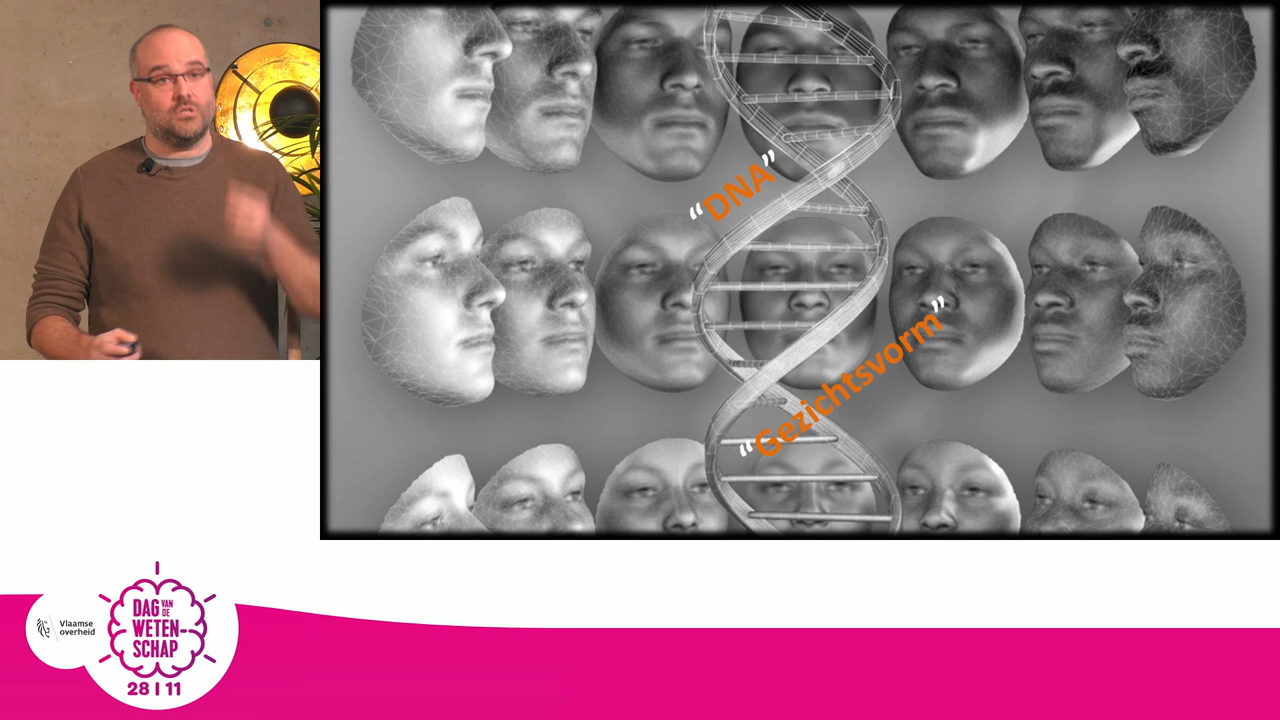 “DNA”
“Gezichtsvorm”
Vlaamse
overheid
DAG VAN DE
WETEN-
SCHAP
28 | 11